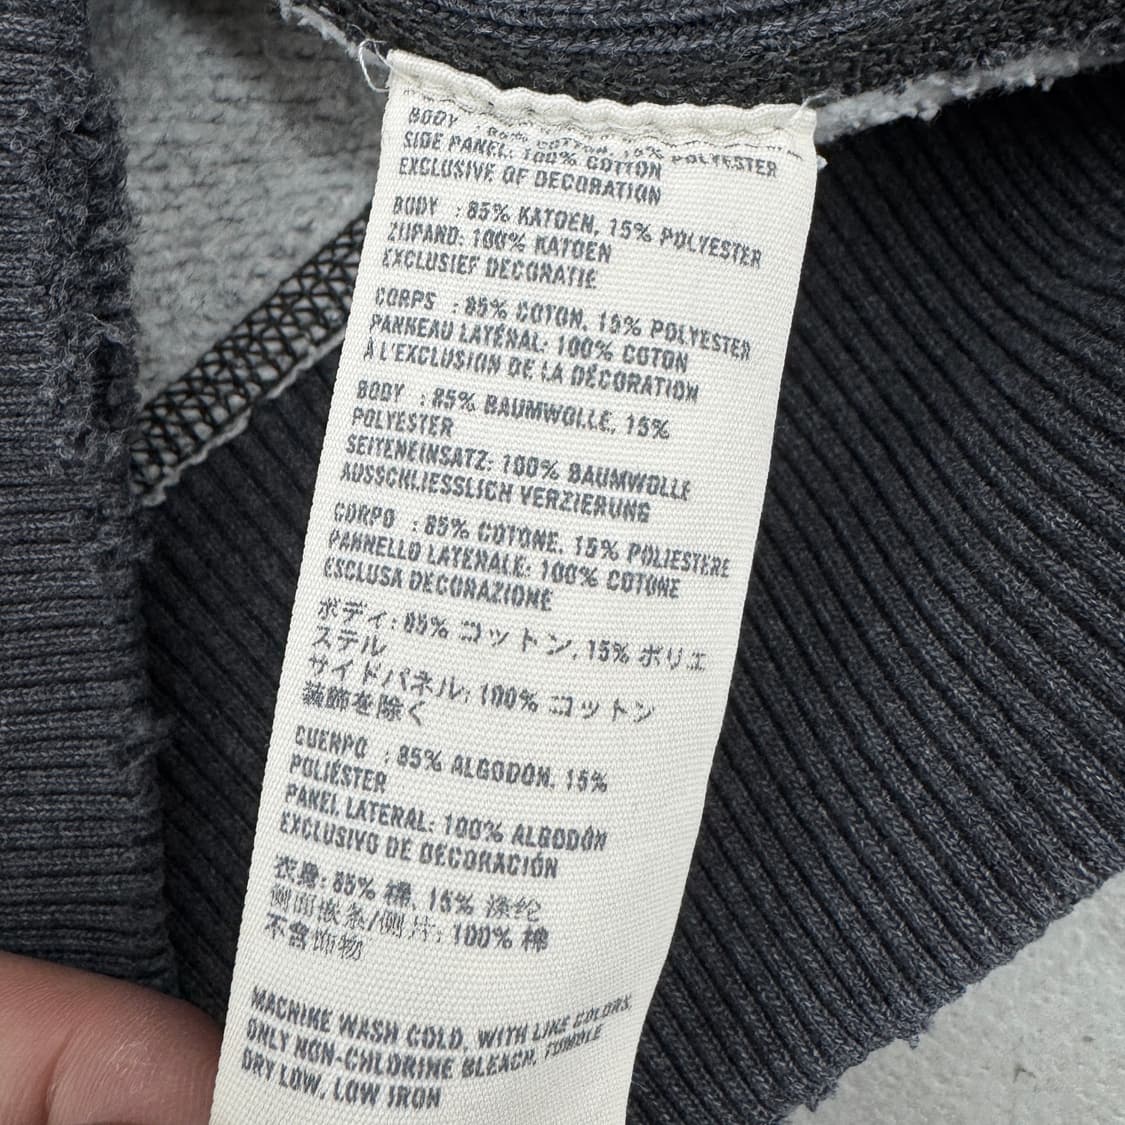 BODY : 85% COTTON, 15% POLYESTER
SIDE PANEL: 100% COTTON
EXCLUSIVE OF DECORATION
BODY : 85% KATOEN, 15% POLYESTER
ZIJPAND: 100% KATOEN
EXCLUSIEF DECORATIE
CORPS : 85% COTON, 15% POLYESTER
PANNEAU LATÉRAL: 100% COTON
À L'EXCLUSION DE LA DÉCORATION
BODY : 85% BAUMWOLLE, 15%
POLYESTER
SEITENEINSATZ: 100% BAUMWOLLE
AUSSCHLIESSLICH VERZIERUNG
CORPO : 85% COTONE, 15% POLIESTERE
PANNELLO LATERALE: 100% COTONE
ESCLUSA DECORAZIONE
ボディ: 85% コットン, 15% ポリエ
ステル
サイドパネル: 100% コットン
装飾を除く
CUERPO : 85% ALGODÓN, 15%
POLIÉSTER
PANEL LATERAL: 100% ALGODÓN
EXCLUSIVO DE DECORACIÓN
衣身: 85% 棉, 15% 涤纶
侧面嵌条/侧片: 100% 棉
不含饰物
MACHINE WASH COLD, WITH LIKE COLORS,
ONLY NON-CHLORINE BLEACH, TUMBLE
DRY LOW, LOW IRON